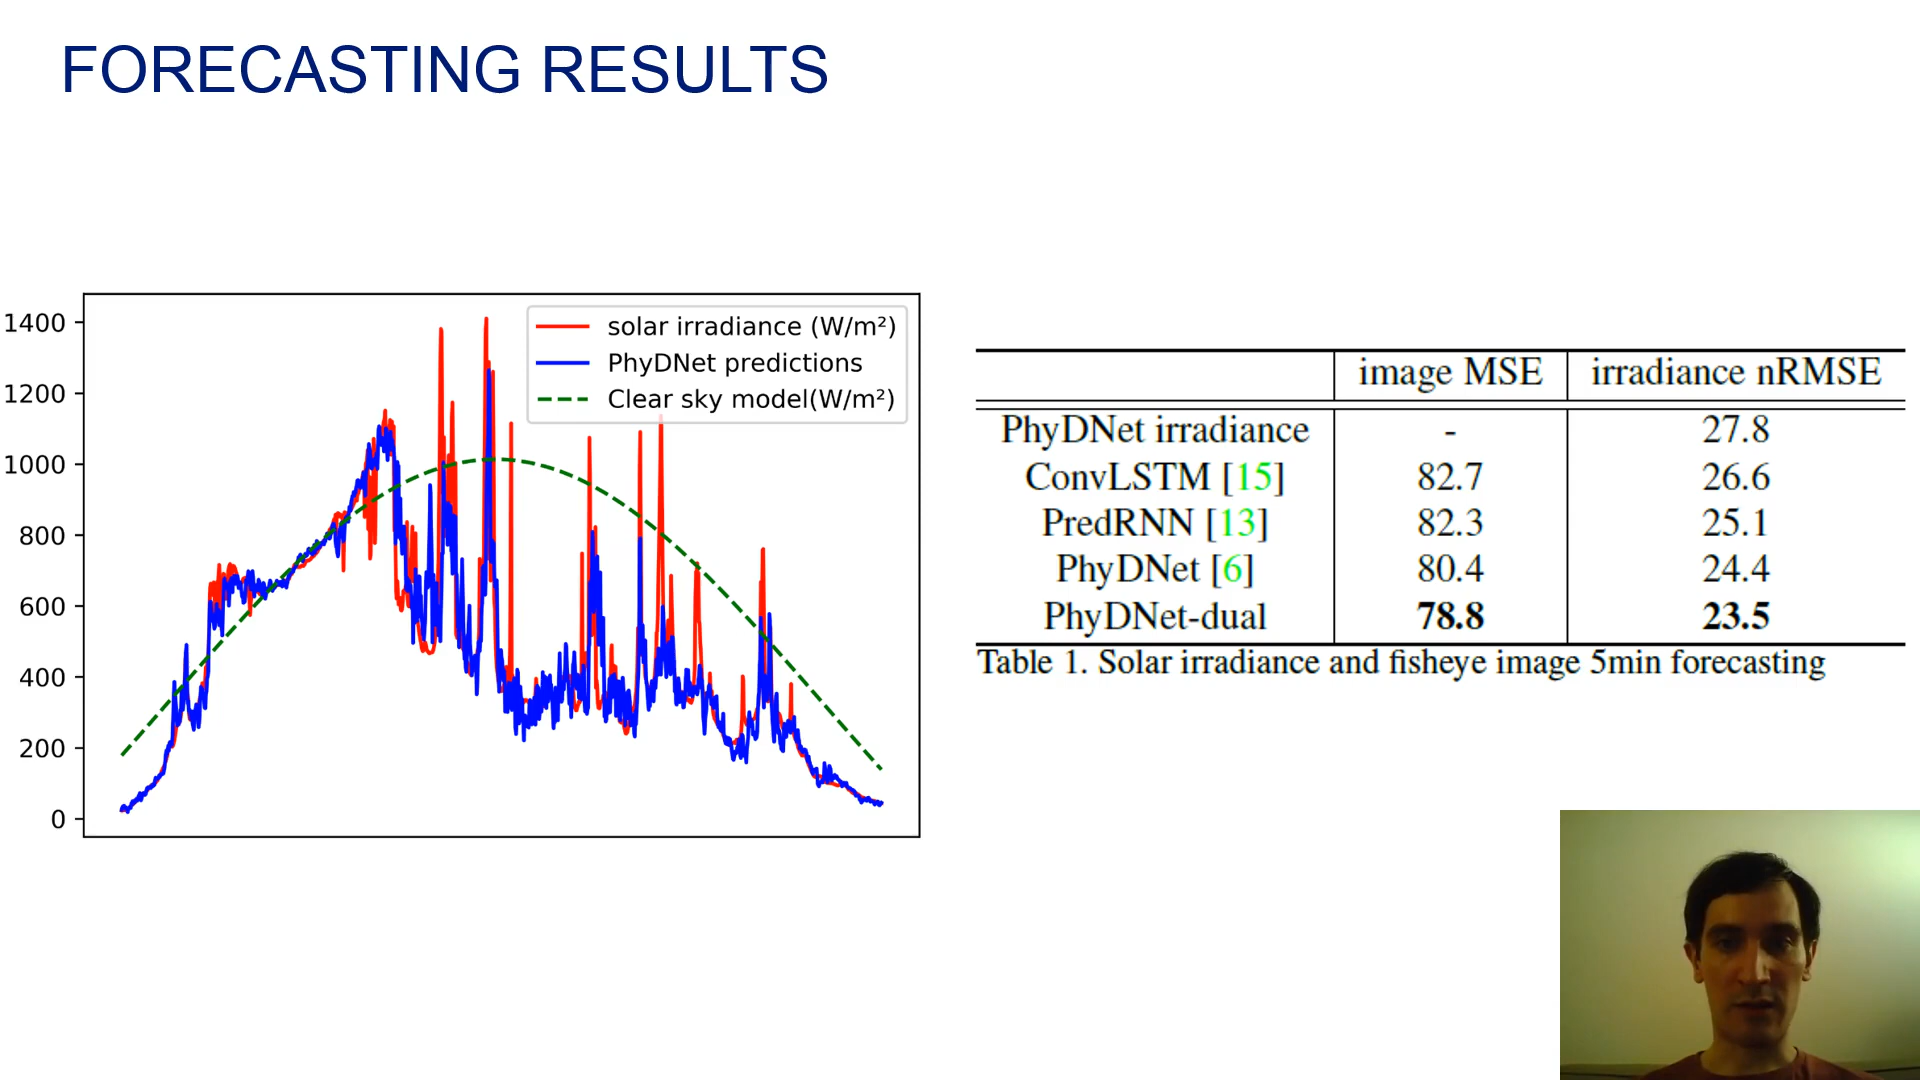 FORECASTING RESULTS
1400
1200
1000
800
600
400
200
0
solar irradiance (W/m²)
PhyDNet predictions
Clear sky model(W/m²)
image MSE irradiance nRMSE
PhyDNet irradiance - 27.8
ConvLSTM [15] 82.7 26.6
PredRNN [13] 82.3 25.1
PhyDNet [6] 80.4 24.4
PhyDNet-dual 78.8 23.5
Table 1. Solar irradiance and fisheye image 5min forecasting